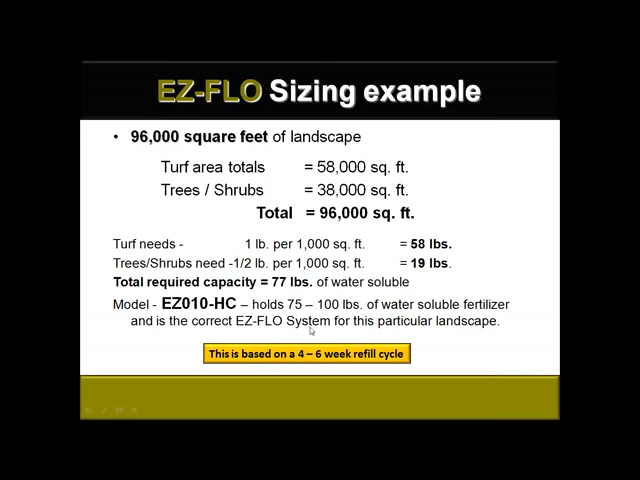 EZ-FLO Sizing example
• 96,000 square feet of landscape
Turf area totals = 58,000 sq. ft.
Trees / Shrubs = 38,000 sq. ft.
Total = 96,000 sq. ft.
Turf needs - 1 lb. per 1,000 sq. ft. = 58 lbs.
Trees/Shrubs need -1/2 lb. per 1,000 sq. ft. = 19 lbs.
Total required capacity = 77 lbs. of water soluble
Model - EZ010-HC – holds 75 – 100 lbs. of water soluble fertilizer
and is the correct EZ-FLO System for this particular landscape.
This is based on a 4 – 6 week refill cycle